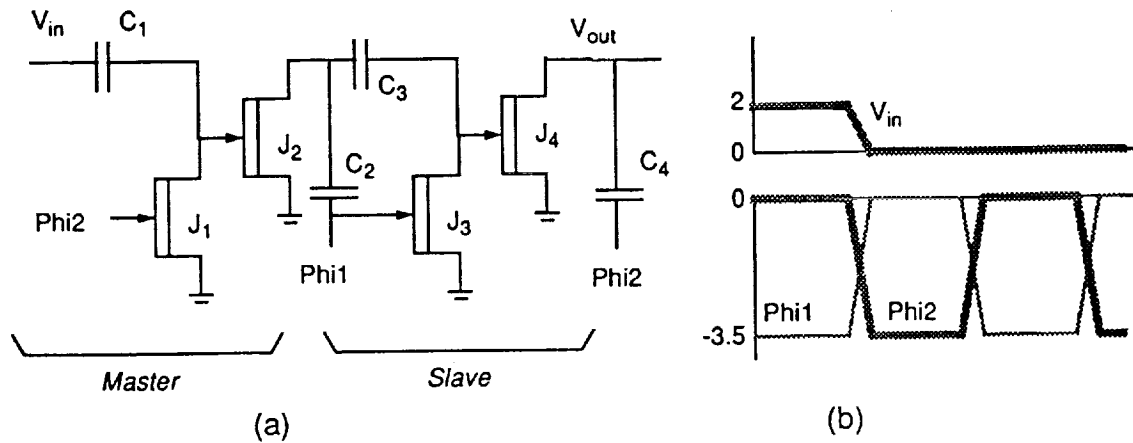 V_in C_1
C_3
V_out
J_2
J_4
C_2
C_4
Phi2
J_1
J_3
Phi1
Phi2
Master
Slave
(a)
2
V_in
0
0
Phi1
Phi2
-3.5
(b)